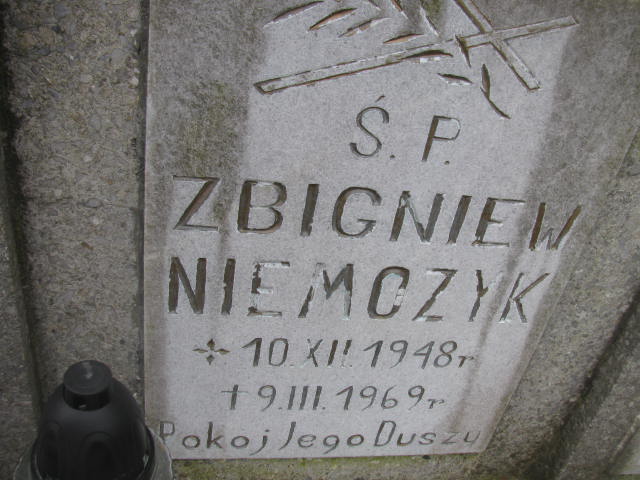 Ś. P.
ZBIGNIEW
NIEMOZYK
10.XII.1948r
✝9.III.1969r
Pokoj Jego Duszy